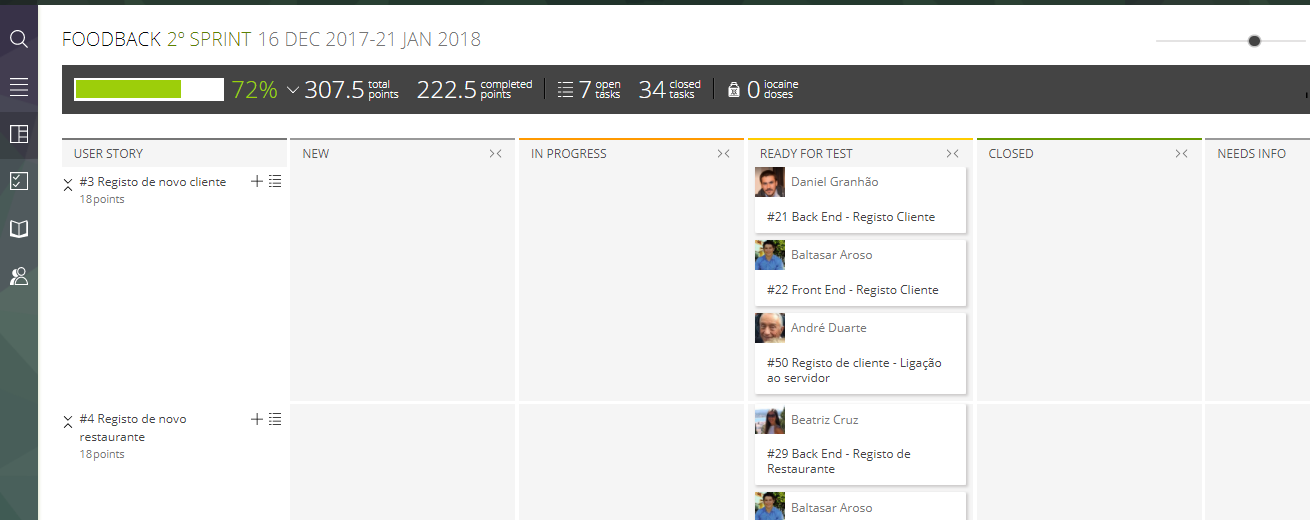 FOODBACK 2º SPRINT 16 DEC 2017-21 JAN 2018
72% 307.5 total points 222.5 completed points 7 open tasks 34 closed tasks 0 iocaine doses
USER STORY NEW IN PROGRESS READY FOR TEST CLOSED NEEDS INFO
#3 Registo de novo cliente
18points
Daniel Granhão
#21 Back End - Registo Cliente
Baltasar Aroso
#22 Front End - Registo Cliente
André Duarte
#50 Registo de cliente - Ligação
ao servidor
#4 Registo de novo
restaurante
18points
Beatriz Cruz
#29 Back End - Registo de
Restaurante
Baltasar Aroso